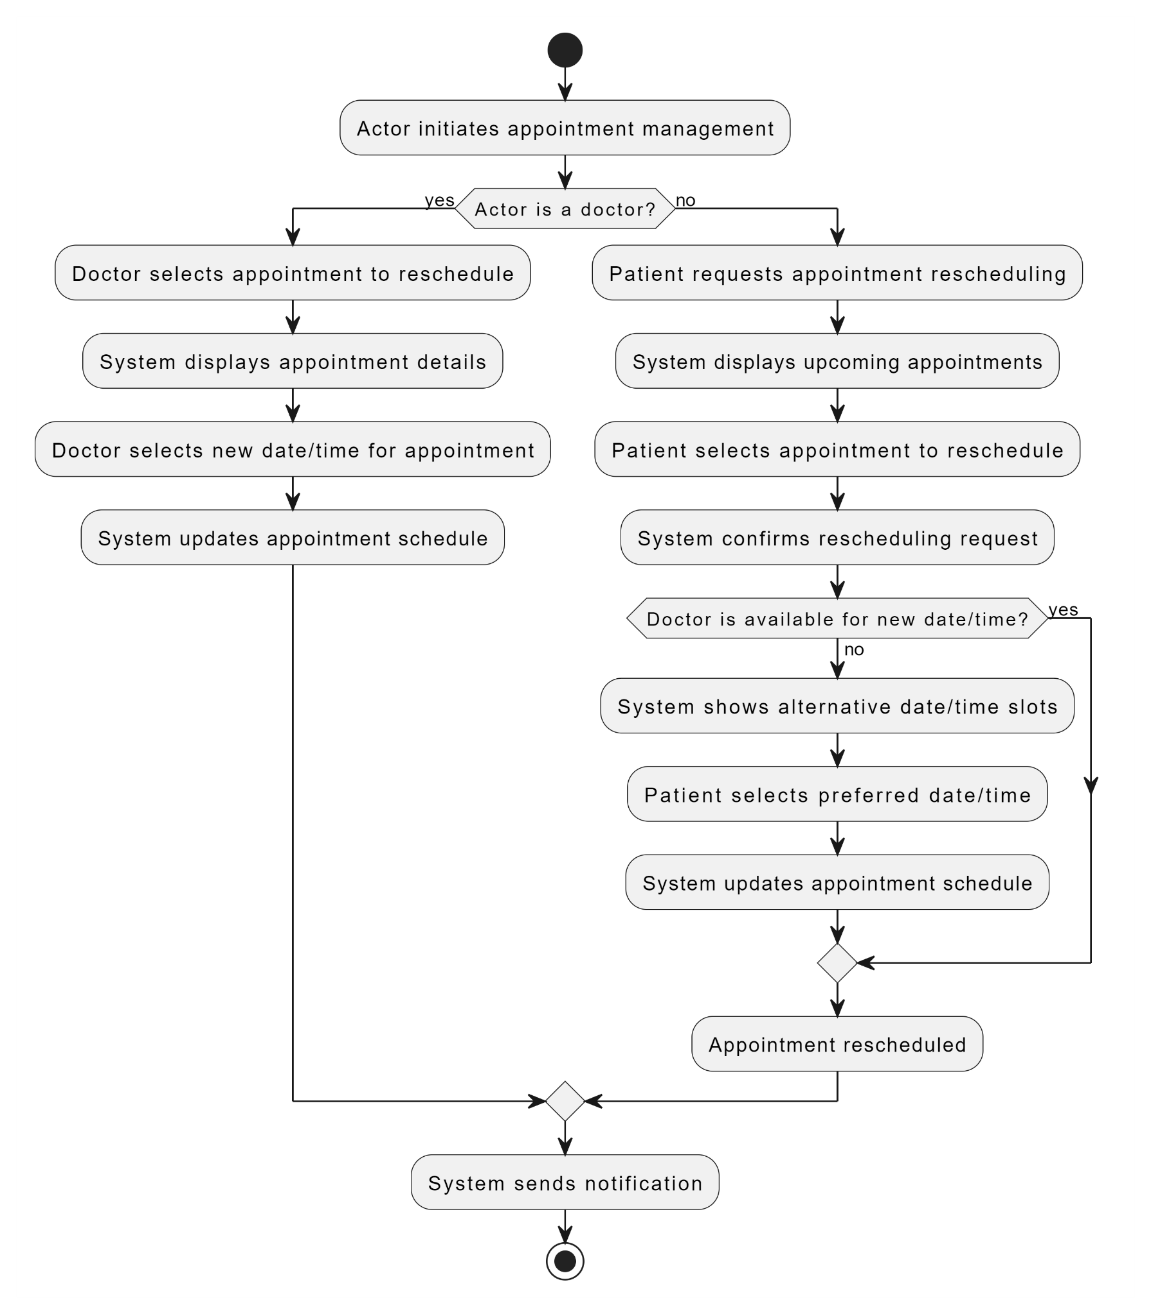 Actor initiates appointment management
yes
Actor is a doctor?
no
Doctor selects appointment to reschedule
System displays appointment details
Doctor selects new date/time for appointment
System updates appointment schedule
Patient requests appointment rescheduling
System displays upcoming appointments
Patient selects appointment to reschedule
System confirms rescheduling request
Doctor is available for new date/time?
yes
no
System shows alternative date/time slots
Patient selects preferred date/time
System updates appointment schedule
Appointment rescheduled
System sends notification